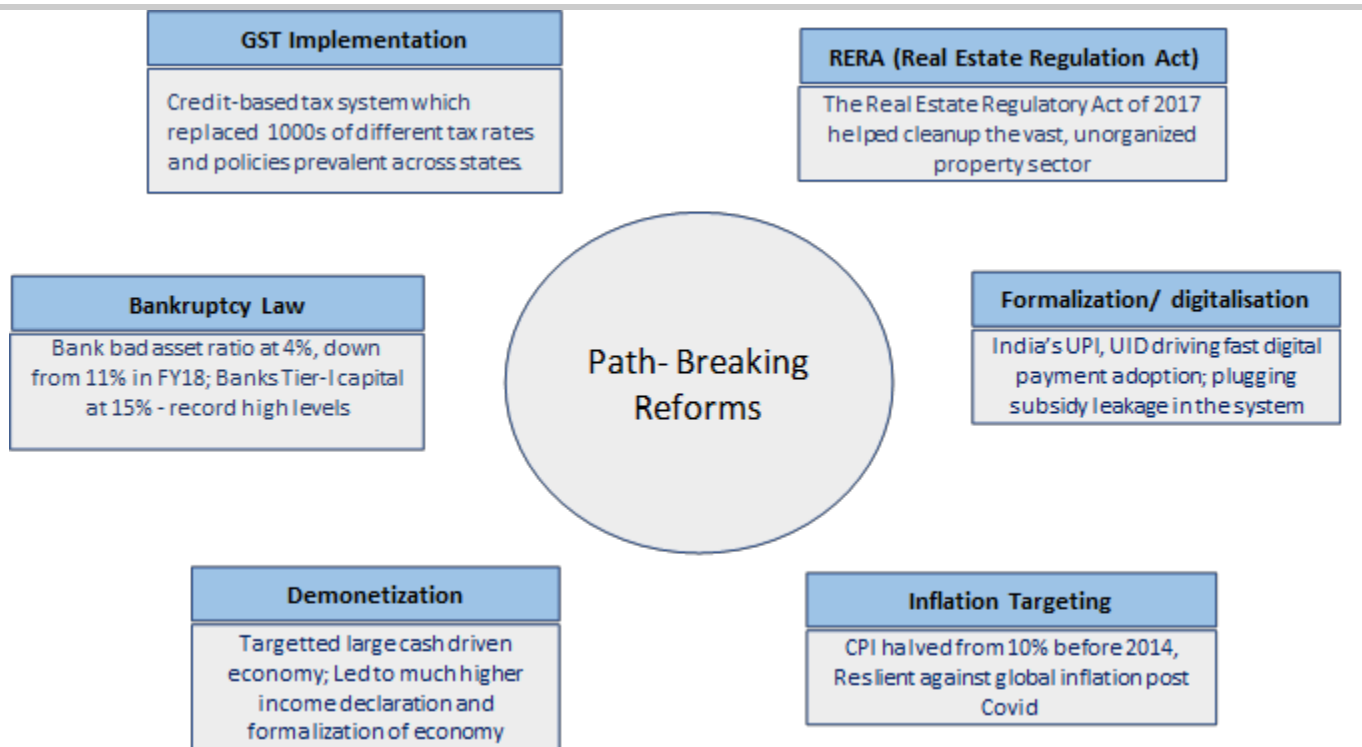 GST Implementation
Credit-based tax system which
replaced 1000s of different tax rates
and policies prevalent across states.
RERA (Real Estate Regulation Act)
The Real Estate Regulatory Act of 2017
helped cleanup the vast, unorganized
property sector
Bankruptcy Law
Bank bad asset ratio at 4%, down
from 11% in FY18; Banks Tier-I capital
at 15% - record high levels
Path- Breaking
Reforms
Formalization/ digitalisation
India's UPI, UID driving fast digital
payment adoption; plugging
subsidy leakage in the system
Demonetization
Targetted large cash driven
economy; Led to much higher
income declaration and
formalization of economy
Inflation Targeting
CPI halved from 10% before 2014,
Reslient against global inflation post
Covid